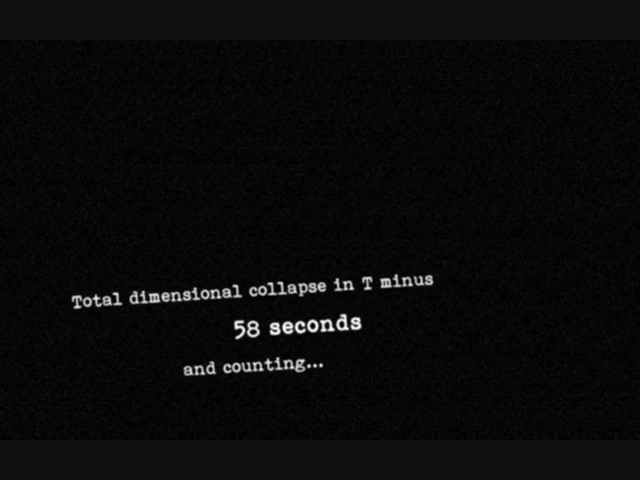 Total dimensional collapse in T minus
58 seconds
and counting...